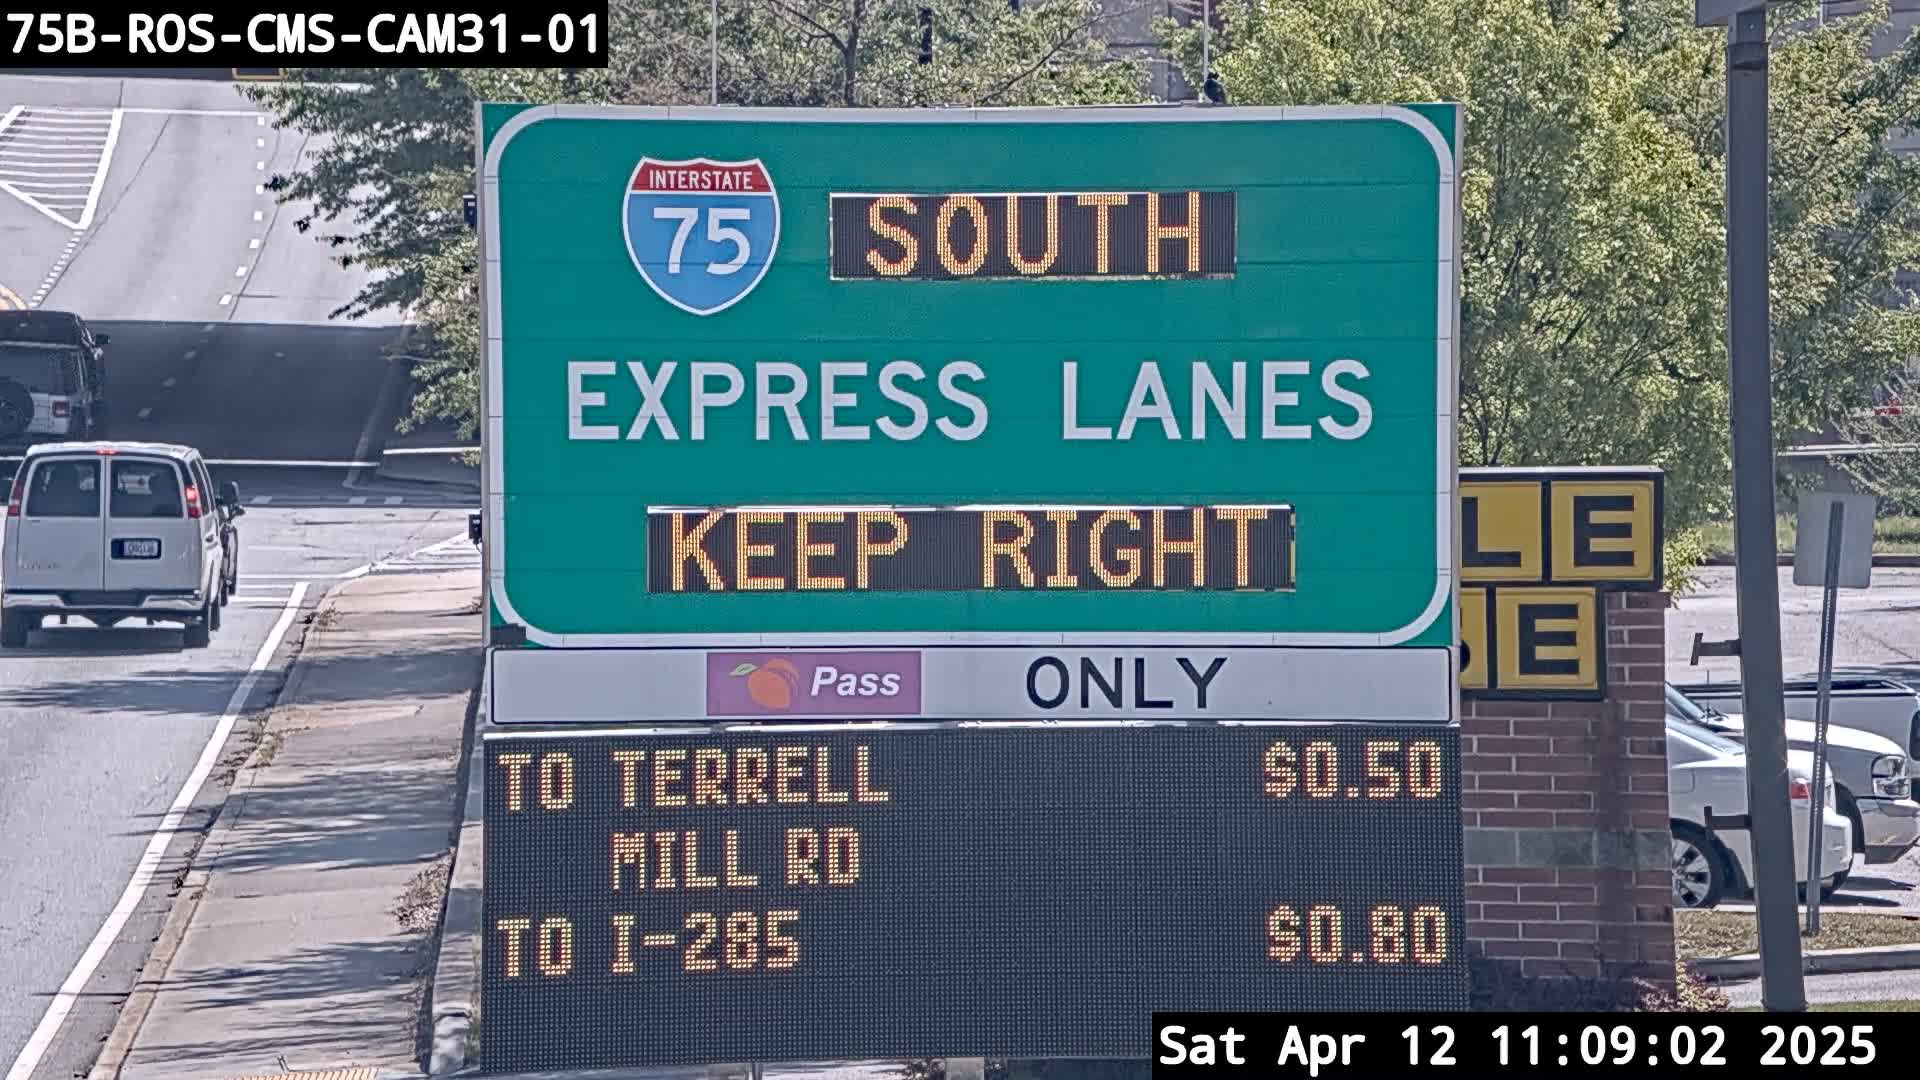 75B-ROS-CMS-CAM31-01
INTERSTATE
75
SOUTH
EXPRESS LANES
KEEP RIGHT
Pass ONLY
TO TERRELL $0.50
MILL RD
TO I-285 $0.80
LE
E
Sat Apr 12 11:09:02 2025